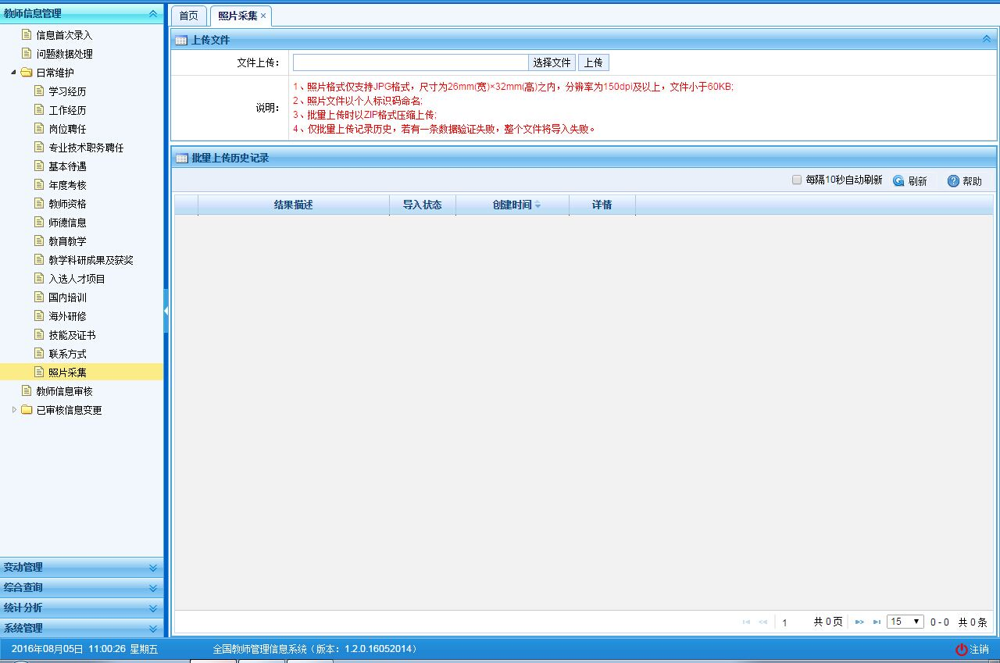 教师信息管理
信息首次录入
问题数据处理
日常维护
学习经历
工作经历
岗位聘任
专业技术职务聘任
基本待遇
年度考核
教师资格
师德信息
教育教学
教学科研成果及获奖
入选人才项目
国内培训
海外研修
技能及证书
联系方式
照片采集
教师信息审核
已审核信息变更
变动管理
综合查询
统计分析
系统管理
首页 照片采集 ×
上传文件
文件上传： 选择文件 上传
说明：
1、照片格式仅支持JPG格式，尺寸为26mm(宽)×32mm(高)之内，分辨率为150dpi及以上，文件小于60KB;
2、照片文件以个人标识码命名;
3、批量上传时以ZIP格式压缩上传;
4、仅批量上传记录历史，若有一条数据验证失败，整个文件将导入失败。
批量上传历史记录
每隔10秒自动刷新 刷新 帮助
结果描述 导入状态 创建时间 详情
1 共 0 页 15 0 - 0 共 0 条
2016年08月05日 11:00:26 星期五 全国教师管理信息系统（版本：1.2.0.16052014） 注销